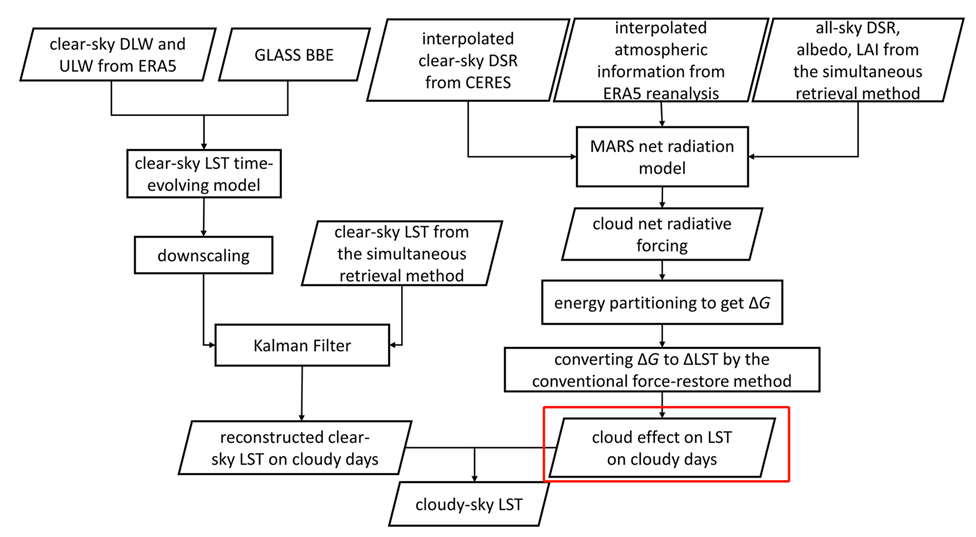 clear-sky DLW and
ULW from ERA5
GLASS BBE
interpolated
clear-sky DSR
from CERES
interpolated
atmospheric
information from
ERA5 reanalysis
all-sky DSR,
albedo, LAI from
the simultaneous
retrieval method
clear-sky LST time-
evolving model
MARS net radiation
model
downscaling
clear-sky LST from
the simultaneous
retrieval method
cloud net radiative
forcing
energy partitioning to get ΔG
Kalman Filter
converting ΔG to ΔLST by the
conventional force-restore method
reconstructed clear-
sky LST on cloudy days
cloud effect on LST
on cloudy days
cloudy-sky LST